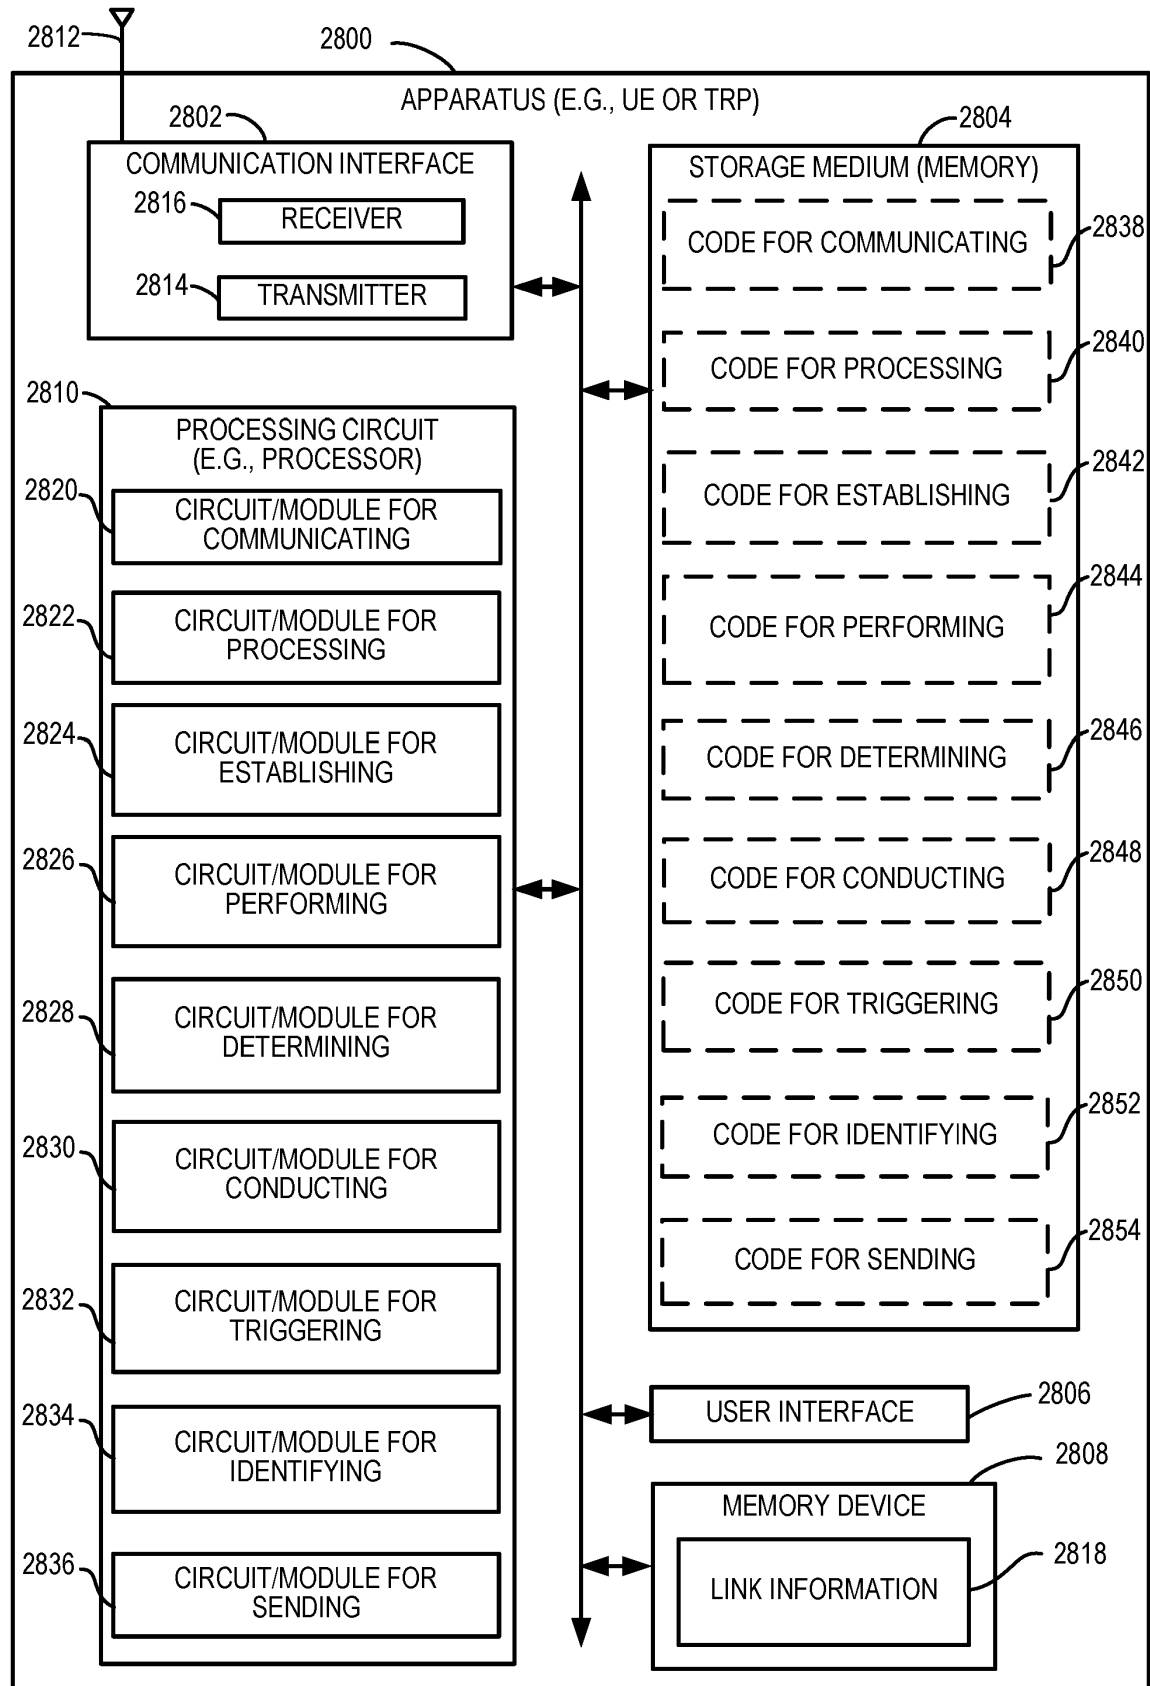 2812
2800
APPARATUS (E.G., UE OR TRP)
2802
COMMUNICATION INTERFACE
2816
RECEIVER
2814
TRANSMITTER
2810
PROCESSING CIRCUIT
(E.G., PROCESSOR)
2820
CIRCUIT/MODULE FOR
COMMUNICATING
2822
CIRCUIT/MODULE FOR
PROCESSING
2824
CIRCUIT/MODULE FOR
ESTABLISHING
2826
CIRCUIT/MODULE FOR
PERFORMING
2828
CIRCUIT/MODULE FOR
DETERMINING
2830
CIRCUIT/MODULE FOR
CONDUCTING
2832
CIRCUIT/MODULE FOR
TRIGGERING
2834
CIRCUIT/MODULE FOR
IDENTIFYING
2836
CIRCUIT/MODULE FOR
SENDING
2804
STORAGE MEDIUM (MEMORY)
CODE FOR COMMUNICATING
2838
CODE FOR PROCESSING
2840
CODE FOR ESTABLISHING
2842
CODE FOR PERFORMING
2844
CODE FOR DETERMINING
2846
CODE FOR CONDUCTING
2848
CODE FOR TRIGGERING
2850
CODE FOR IDENTIFYING
2852
CODE FOR SENDING
2854
USER INTERFACE
2806
2808
MEMORY DEVICE
LINK INFORMATION
2818